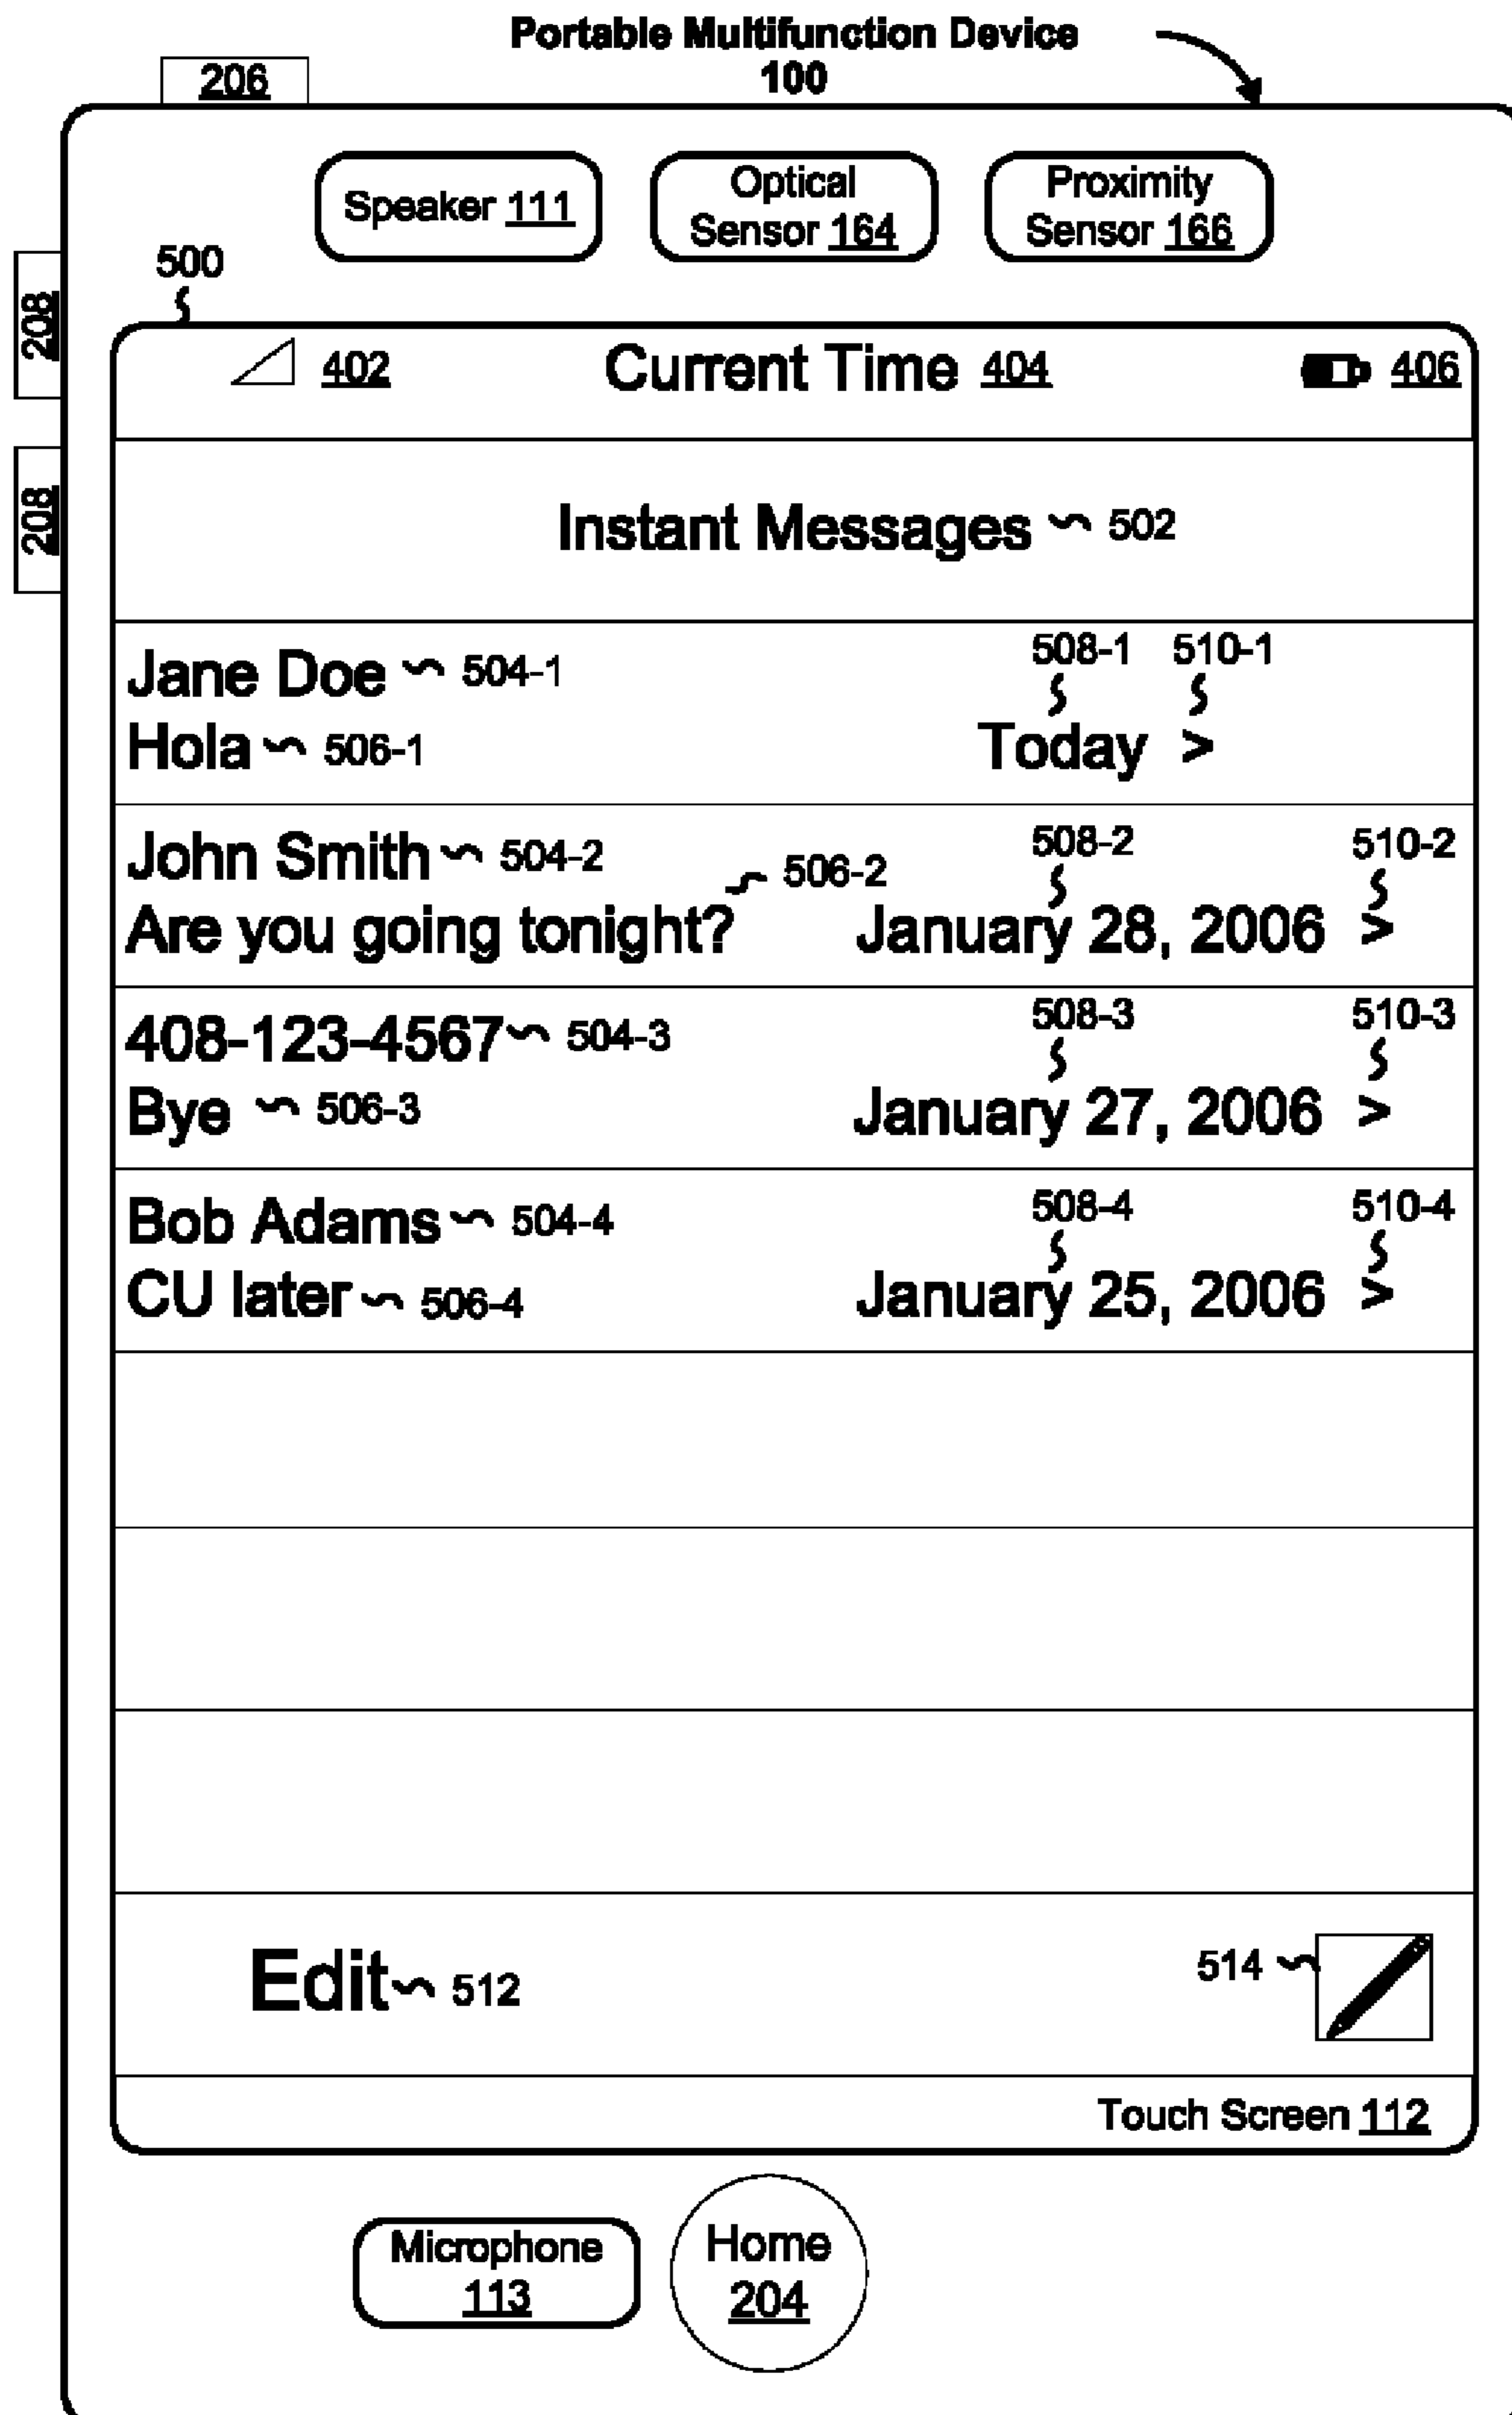 Portable Multifunction Device
100
206
Speaker 111
Optical
Sensor 164
Proximity
Sensor 166
208
208
500
402 Current Time 404 406
Instant Messages 502
Jane Doe 504-1 508-1 510-1
Hola 506-1 Today >
John Smith 504-2 506-2 508-2 510-2
Are you going tonight? January 28, 2006 >
408-123-4567 504-3 508-3 510-3
Bye 506-3 January 27, 2006 >
Bob Adams 504-4 508-4 510-4
CU later 506-4 January 25, 2006 >
Edit 512 514
Touch Screen 112
Microphone
113
Home
204